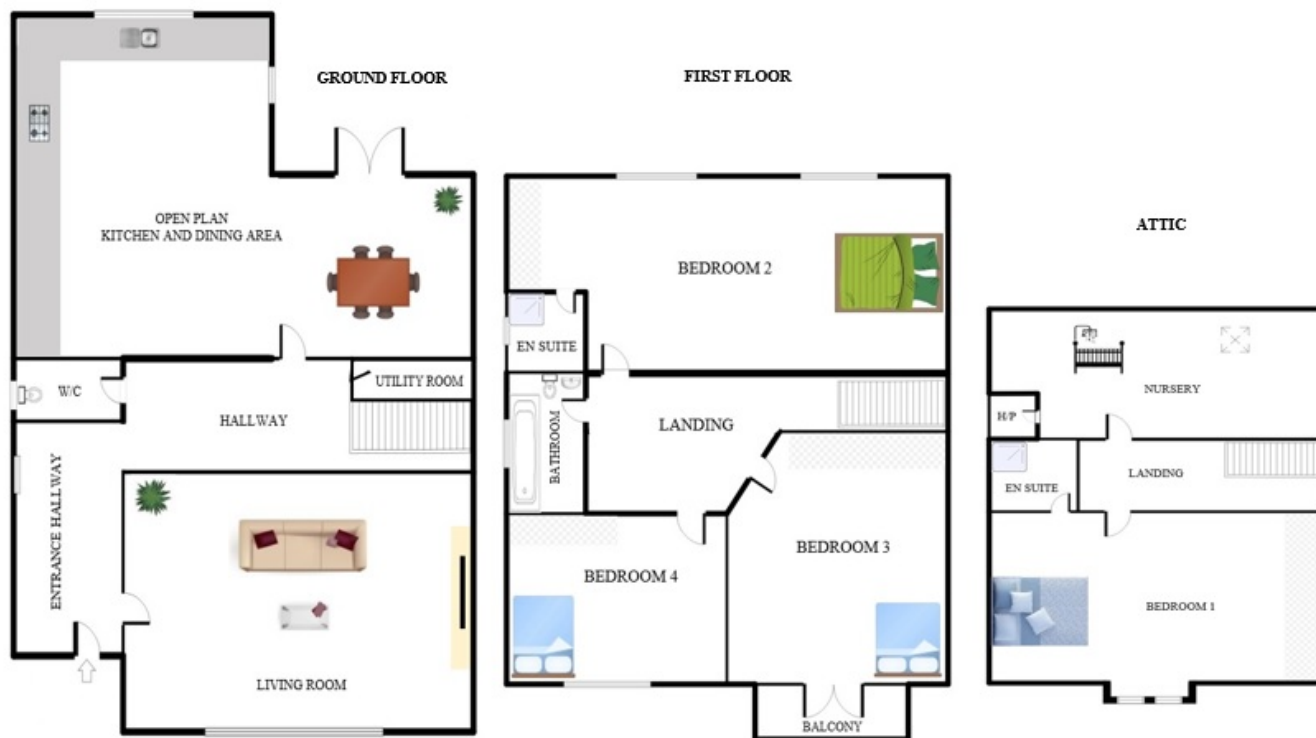 GROUND FLOOR
OPEN PLAN
KITCHEN AND DINING AREA
W/C
UTILITY ROOM
HALLWAY
ENTRANCE HALLWAY
LIVING ROOM
FIRST FLOOR
BEDROOM 2
EN SUITE
BATHROOM
LANDING
BEDROOM 3
BEDROOM 4
BALCONY
ATTIC
NURSERY
H/P
LANDING
EN SUITE
BEDROOM 1